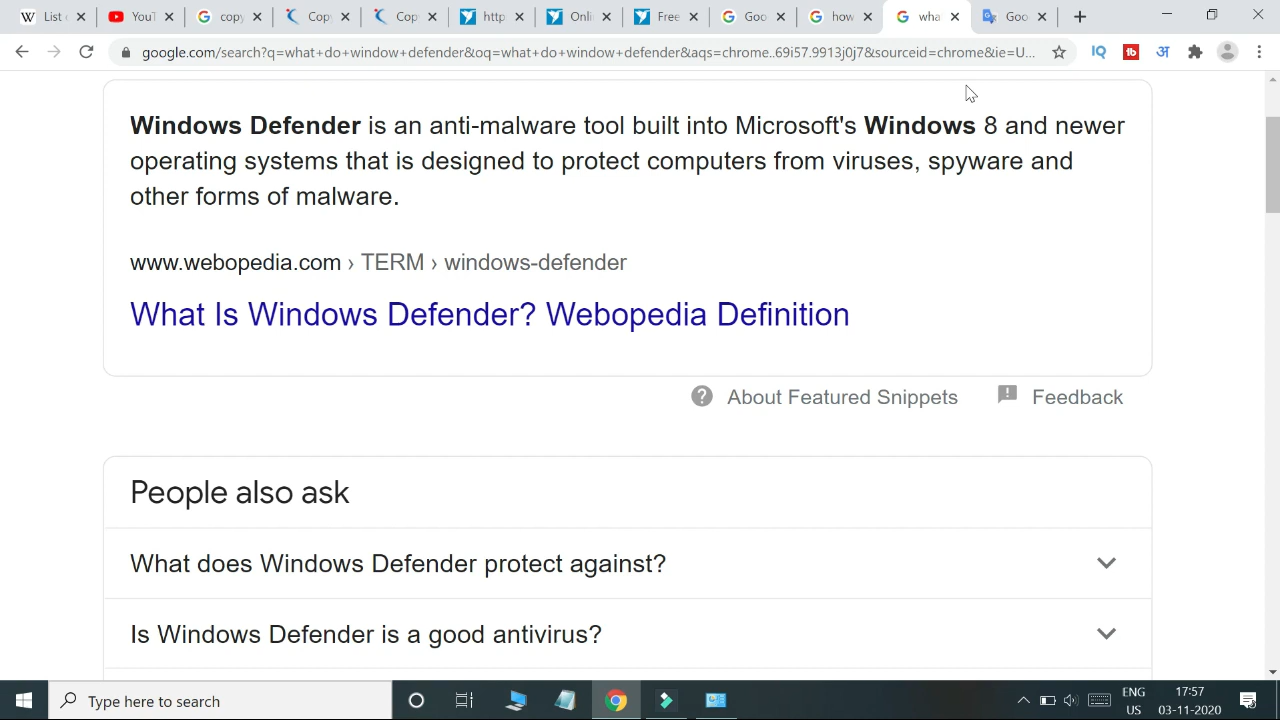 List
YouT
copy
Cop
Cop
http
Onli
Free
Goo
how
wha
Goo
google.com/search?q=what+do+window+defender&oq=what+do+window+defender&aqs=chrome..69i57.9913j0j7&sourceid=chrome&ie=U...
Windows Defender is an anti-malware tool built into Microsoft's Windows 8 and newer
operating systems that is designed to protect computers from viruses, spyware and
other forms of malware.
www.webopedia.com › TERM › windows-defender
What Is Windows Defender? Webopedia Definition
About Featured Snippets
Feedback
People also ask
What does Windows Defender protect against?
Is Windows Defender is a good antivirus?
Type here to search
ENG
US
17:57
03-11-2020